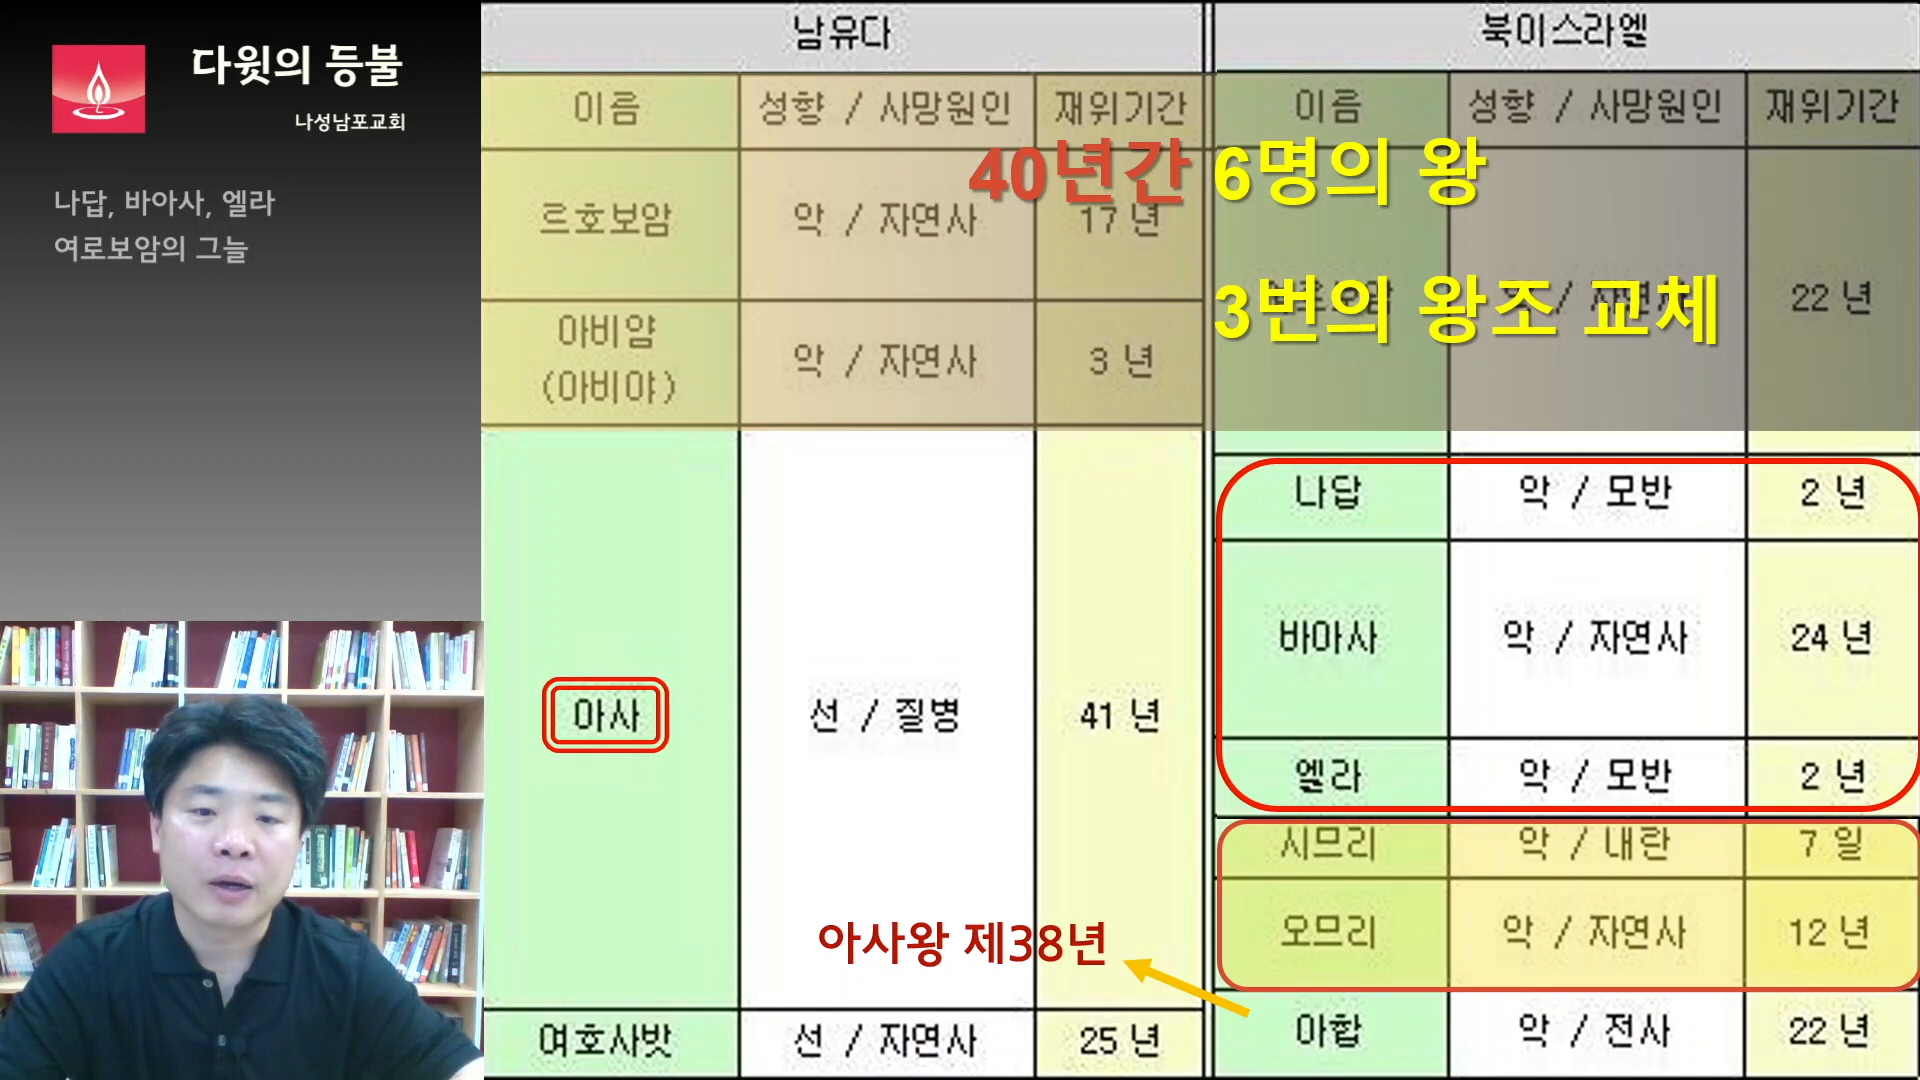 다윗의 등불
나성남포교회
나답, 바아사, 엘라
여로보암의 그늘
남유다 북이스라엘
이름 성향 / 사망원인 재위기간 이름 성향 / 사망원인 재위기간
40년간 6명의 왕
르호보암 악 / 자연사 17 년
3번의 왕조 교체
22 년
아비얌
(아비야) 악 / 자연사 3 년
나답 악 / 모반 2 년
바아사 악 / 자연사 24 년
아사 선 / 질병 41 년
엘라 악 / 모반 2 년
시므리 악 / 내란 7 일
오므리 악 / 자연사 12 년
아사왕 제38년
여호사밧 선 / 자연사 25 년
아합 악 / 전사 22 년